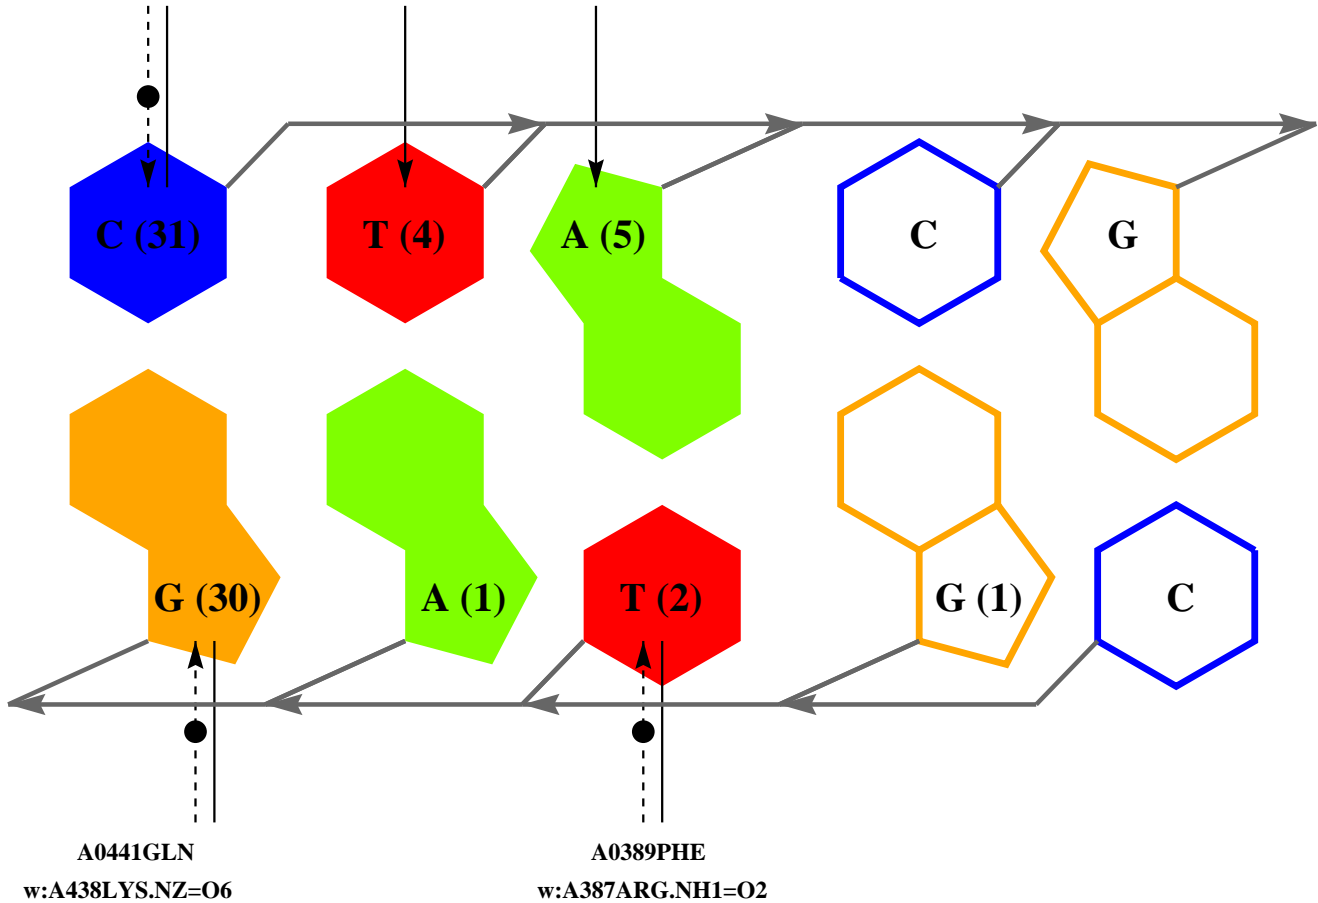 C (31) T (4) A (5) C G
G (30) A (1) T (2) G (1) C
A0441GLN A0389PHE
w:A438LYS.NZ=O6 w:A387ARG.NH1=O2